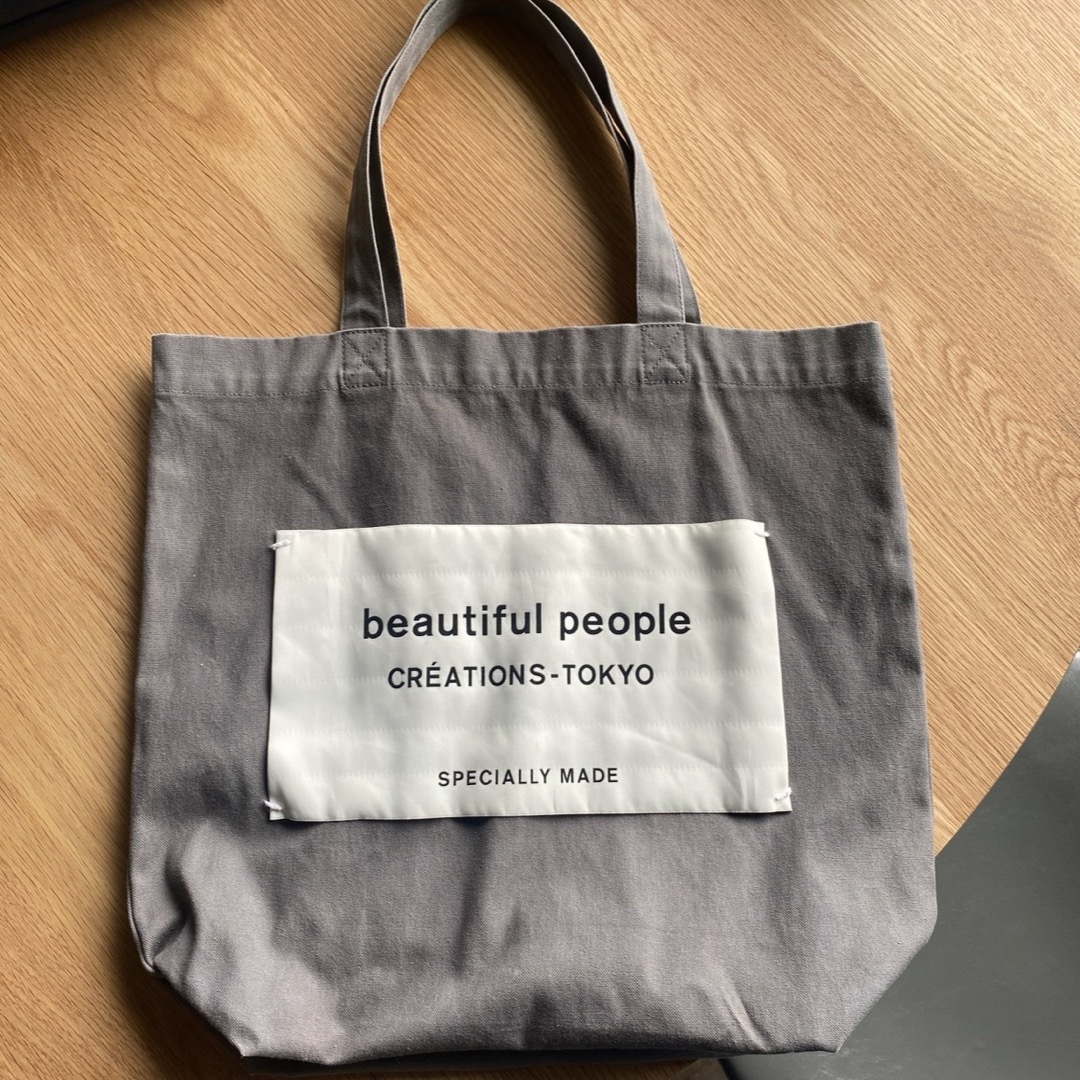 beautiful people
CRÉATIONS-TOKYO
SPECIALLY MADE